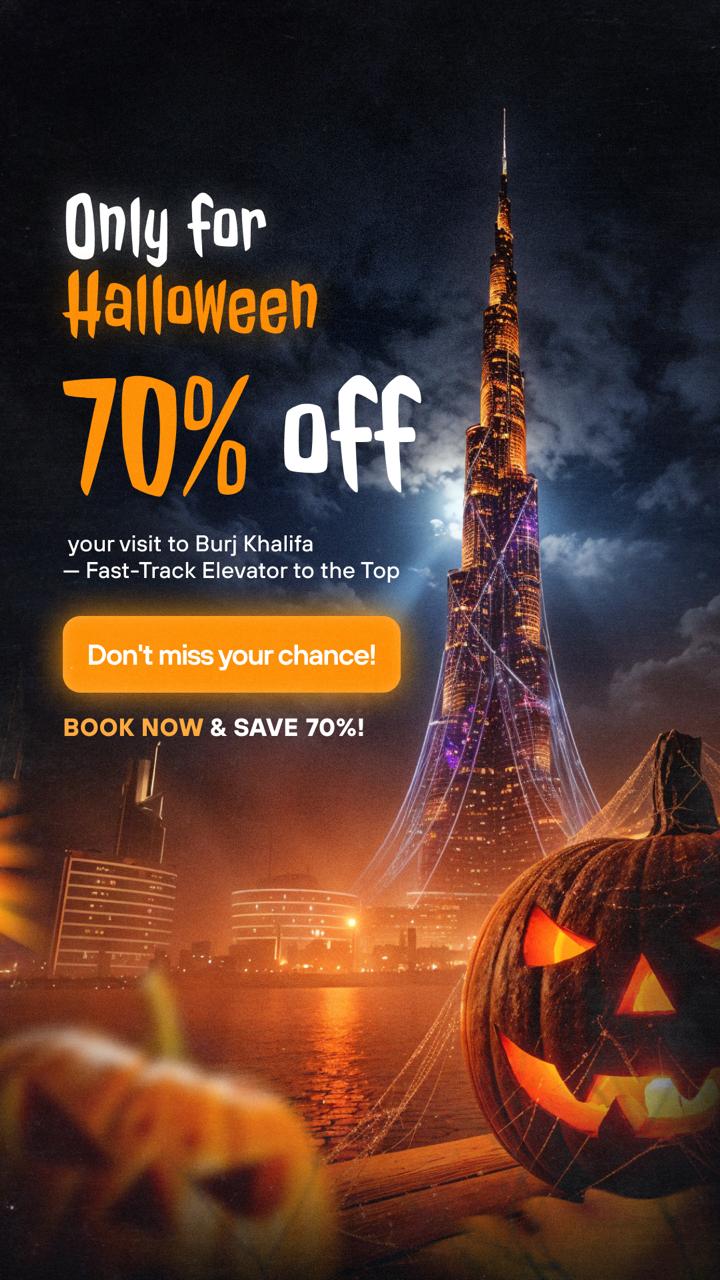 Only for
Halloween
70% off
your visit to Burj Khalifa
— Fast-Track Elevator to the Top
Don't miss your chance!
BOOK NOW & SAVE 70%!